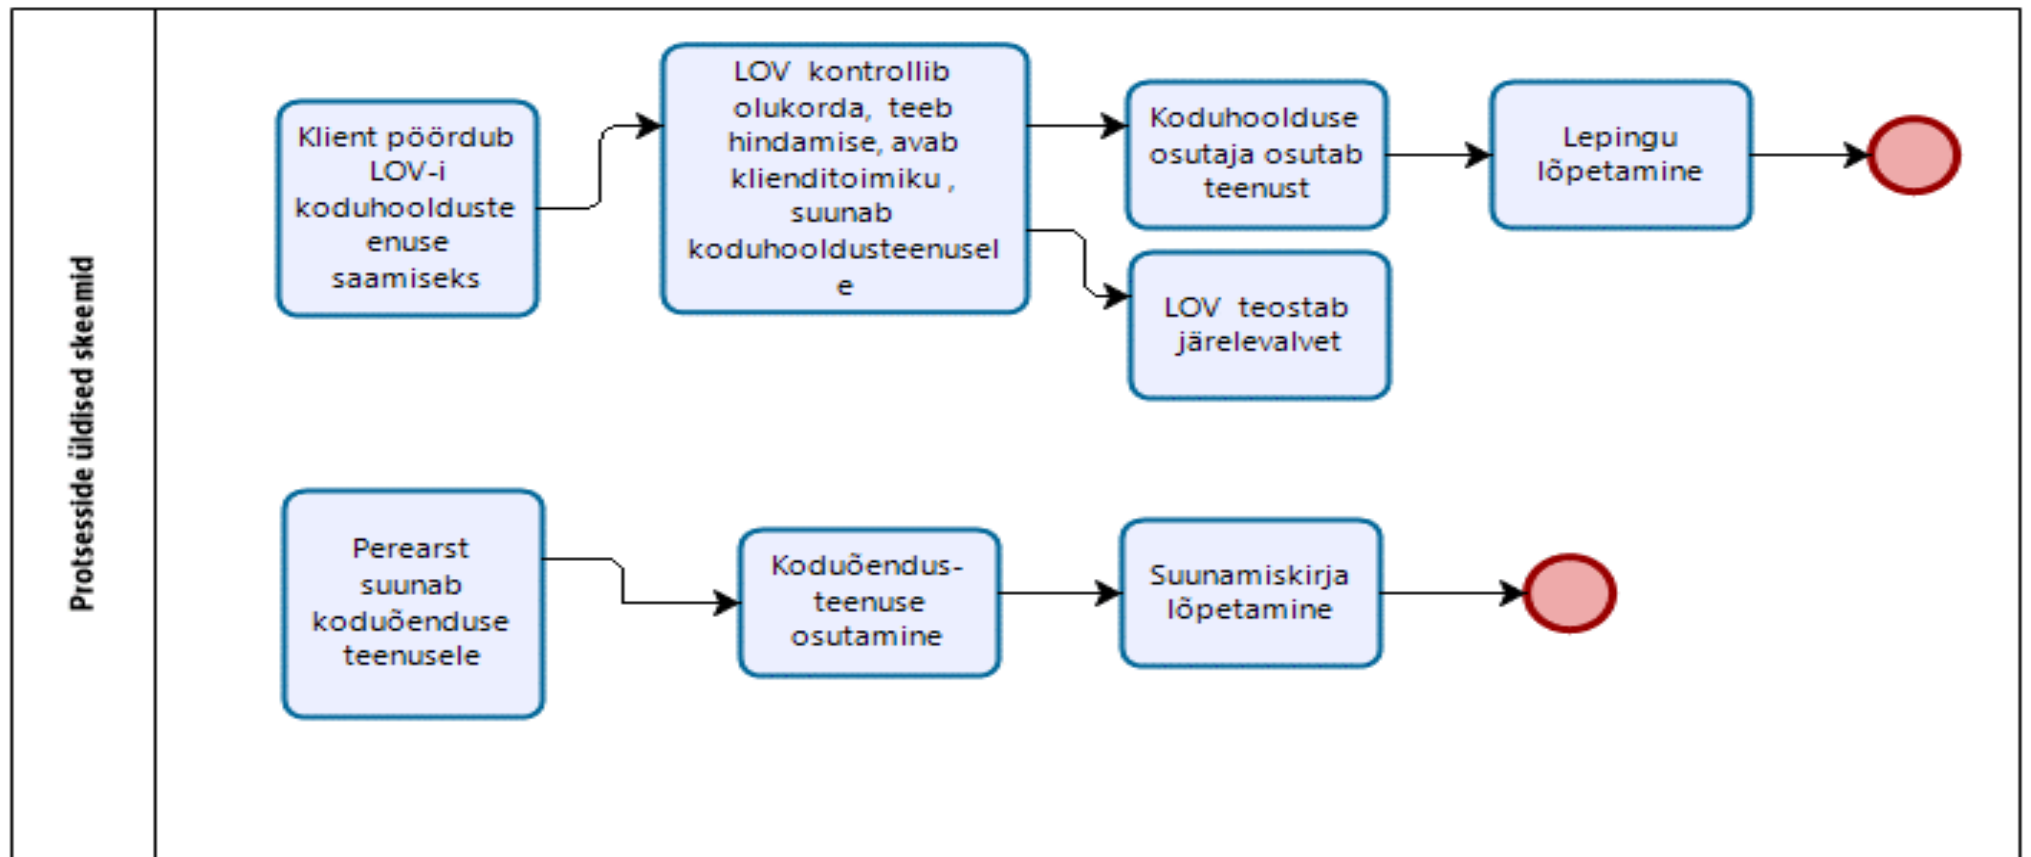 Protsesside üldised skeemid
Klient pöördub
LOV-i
koduhoolduste
enuse
saamiseks
LOV kontrollib
olukorda, teeb
hindamise, avab
klienditoimiku ,
suunab
koduhooldusteenusel
e
Koduhoolduse
osutaja osutab
teenust
Lepingu
lõpetamine
LOV teostab
järelevalvet
Perearst
suunab
koduõenduse
teenusele
Koduõendus-
teenuse
osutamine
Suunamiskirja
lõpetamine